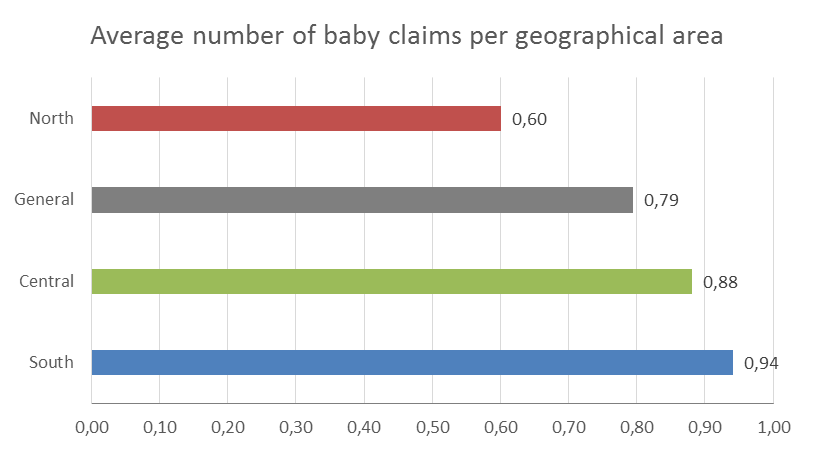 Average number of baby claims per geographical area
North
0,60
General
0,79
Central
0,88
South
0,94
0,00 0,10 0,20 0,30 0,40 0,50 0,60 0,70 0,80 0,90 1,00